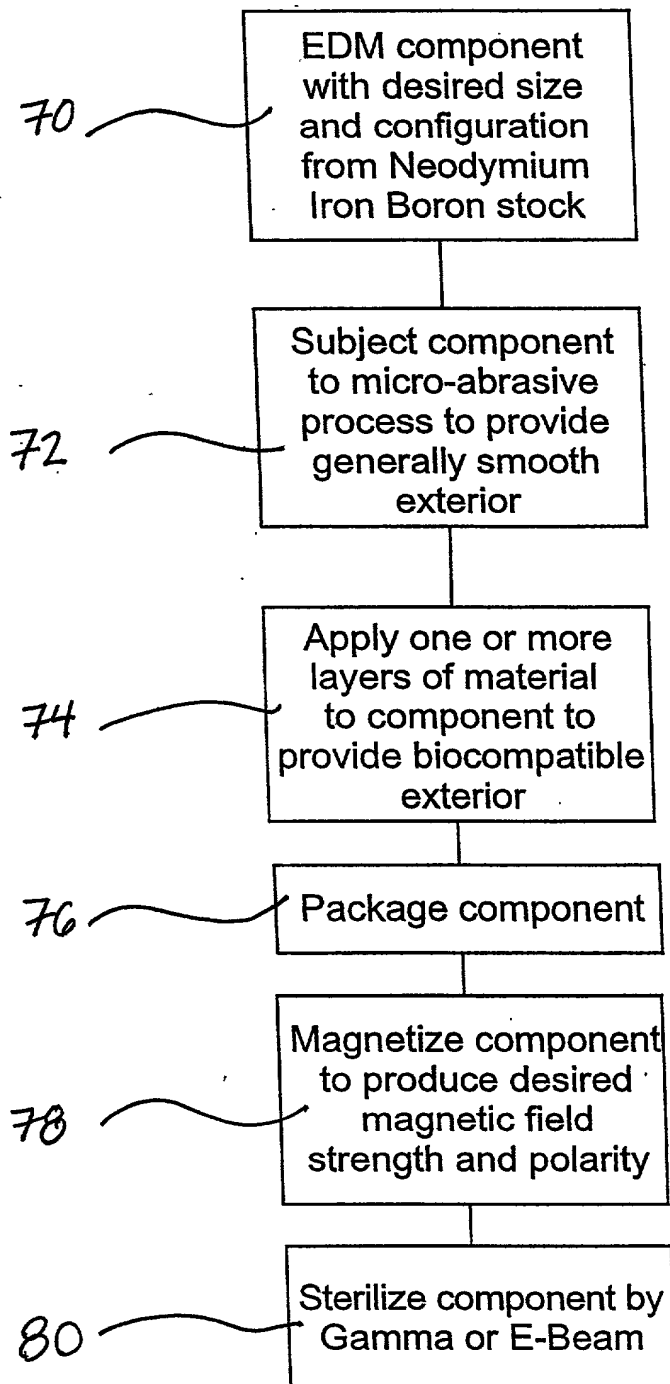 EDM component
with desired size
and configuration
from Neodymium
Iron Boron stock
70
Subject component
to micro-abrasive
process to provide
generally smooth
exterior
72
Apply one or more
layers of material
to component to
provide biocompatible
exterior
74
Package component
76
Magnetize component
to produce desired
magnetic field
strength and polarity
78
Sterilize component by
Gamma or E-Beam
80